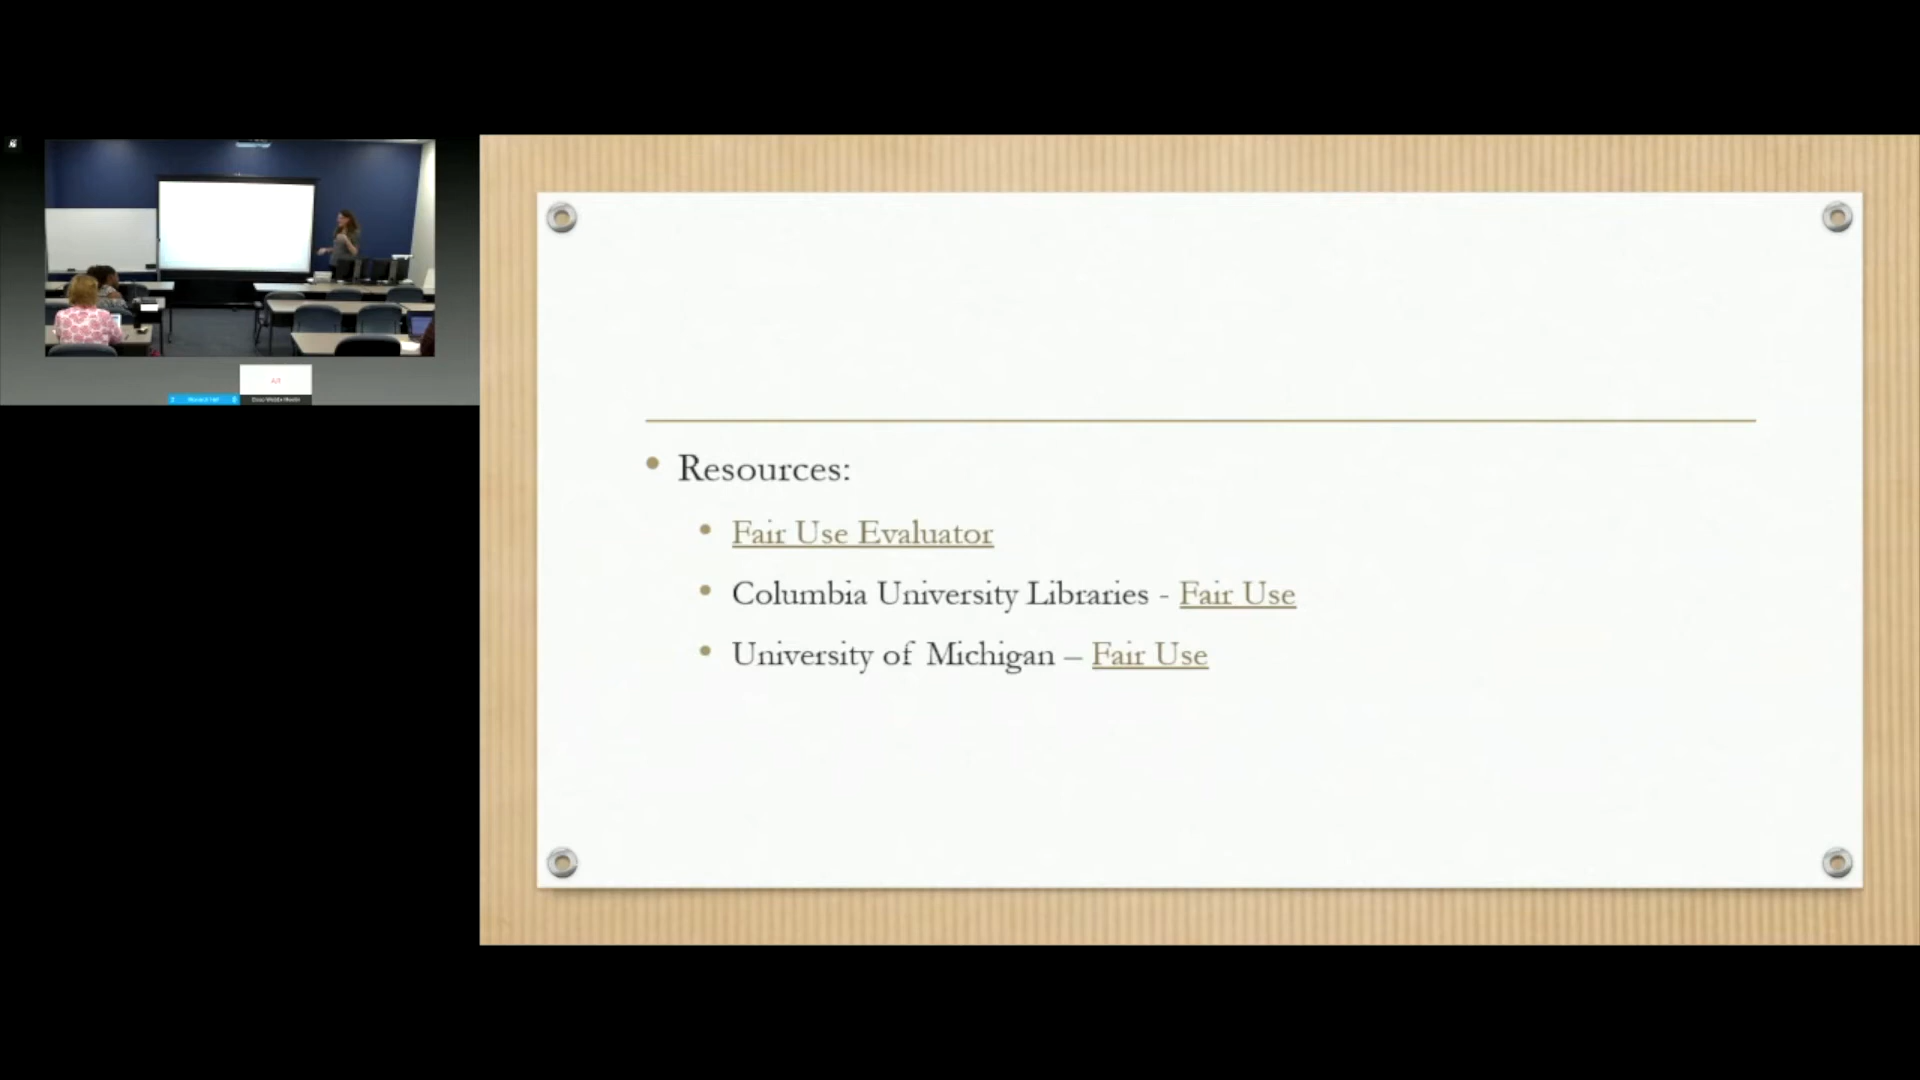 Resources:
Fair Use Evaluator
Columbia University Libraries - Fair Use
University of Michigan – Fair Use